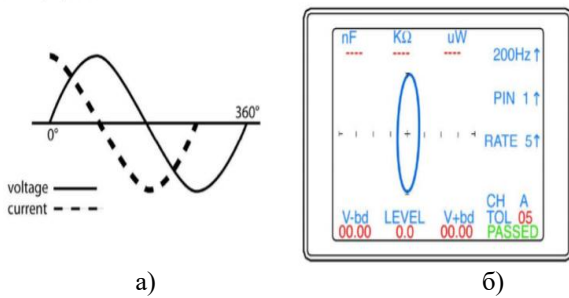 0°
360°
voltage
current
nF KΩ uW
---- ---- ----
200Hz↑
PIN 1↑
RATE 5↑
CH A
V-bd LEVEL V+bd TOL 05
00.00 0.0 00.00 PASSED
а) б)